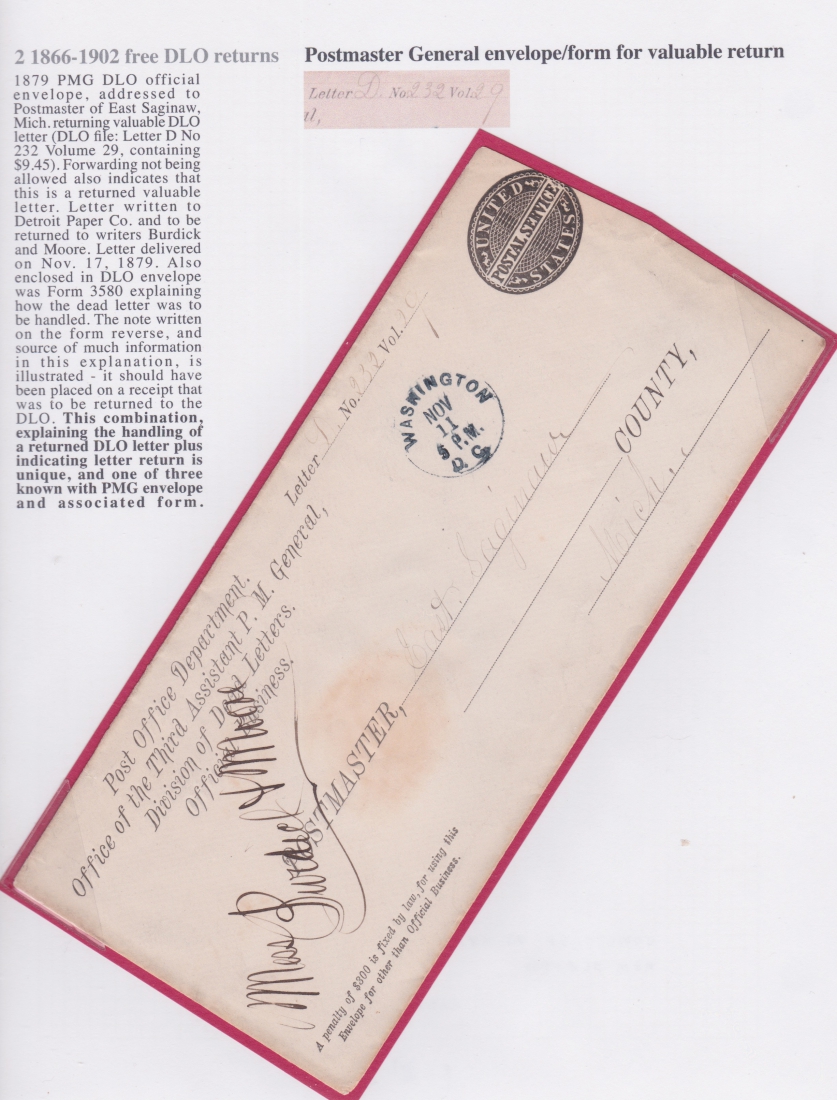 2 1866-1902 free DLO returns
Postmaster General envelope/form for valuable return
1879 PMG DLO official
envelope, addressed to
Postmaster of East Saginaw,
Mich. returning valuable DLO
letter (DLO file: Letter D No
232 Volume 29, containing
$9.45). Forwarding not being
allowed also indicates that
this is a returned valuable
letter. Letter written to
Detroit Paper Co. and to be
returned to writers Burdick
and Moore. Letter delivered
on Nov. 17, 1879. Also
enclosed in DLO envelope
was Form 3580 explaining
how the dead letter was to
be handled. The note written
on the form reverse, and
source of much information
in this explanation, is
illustrated - it should have
been placed on a receipt that
was to be returned to the
DLO. This combination,
explaining the handling of
a returned DLO letter plus
indicating letter return is
unique, and one of three
known with PMG envelope
and associated form.
Letter D No. 232 Vol. 29
al,
UNITED STATES
POSTAL SERVICE
Letter D No. 232 Vol. 29
WASHINGTON
NOV
11
5 P.M.
D.C.
Post Office Department.
Office of the Third Assistant P. M. General,
Division of Dead Letters.
Official Business.
STMASTER,
East Saginaw
COUNTY,
Mich.
Mess Burdick & Moore
A penalty of $300 is fixed by law, for using this
Envelope for other than Official Business.